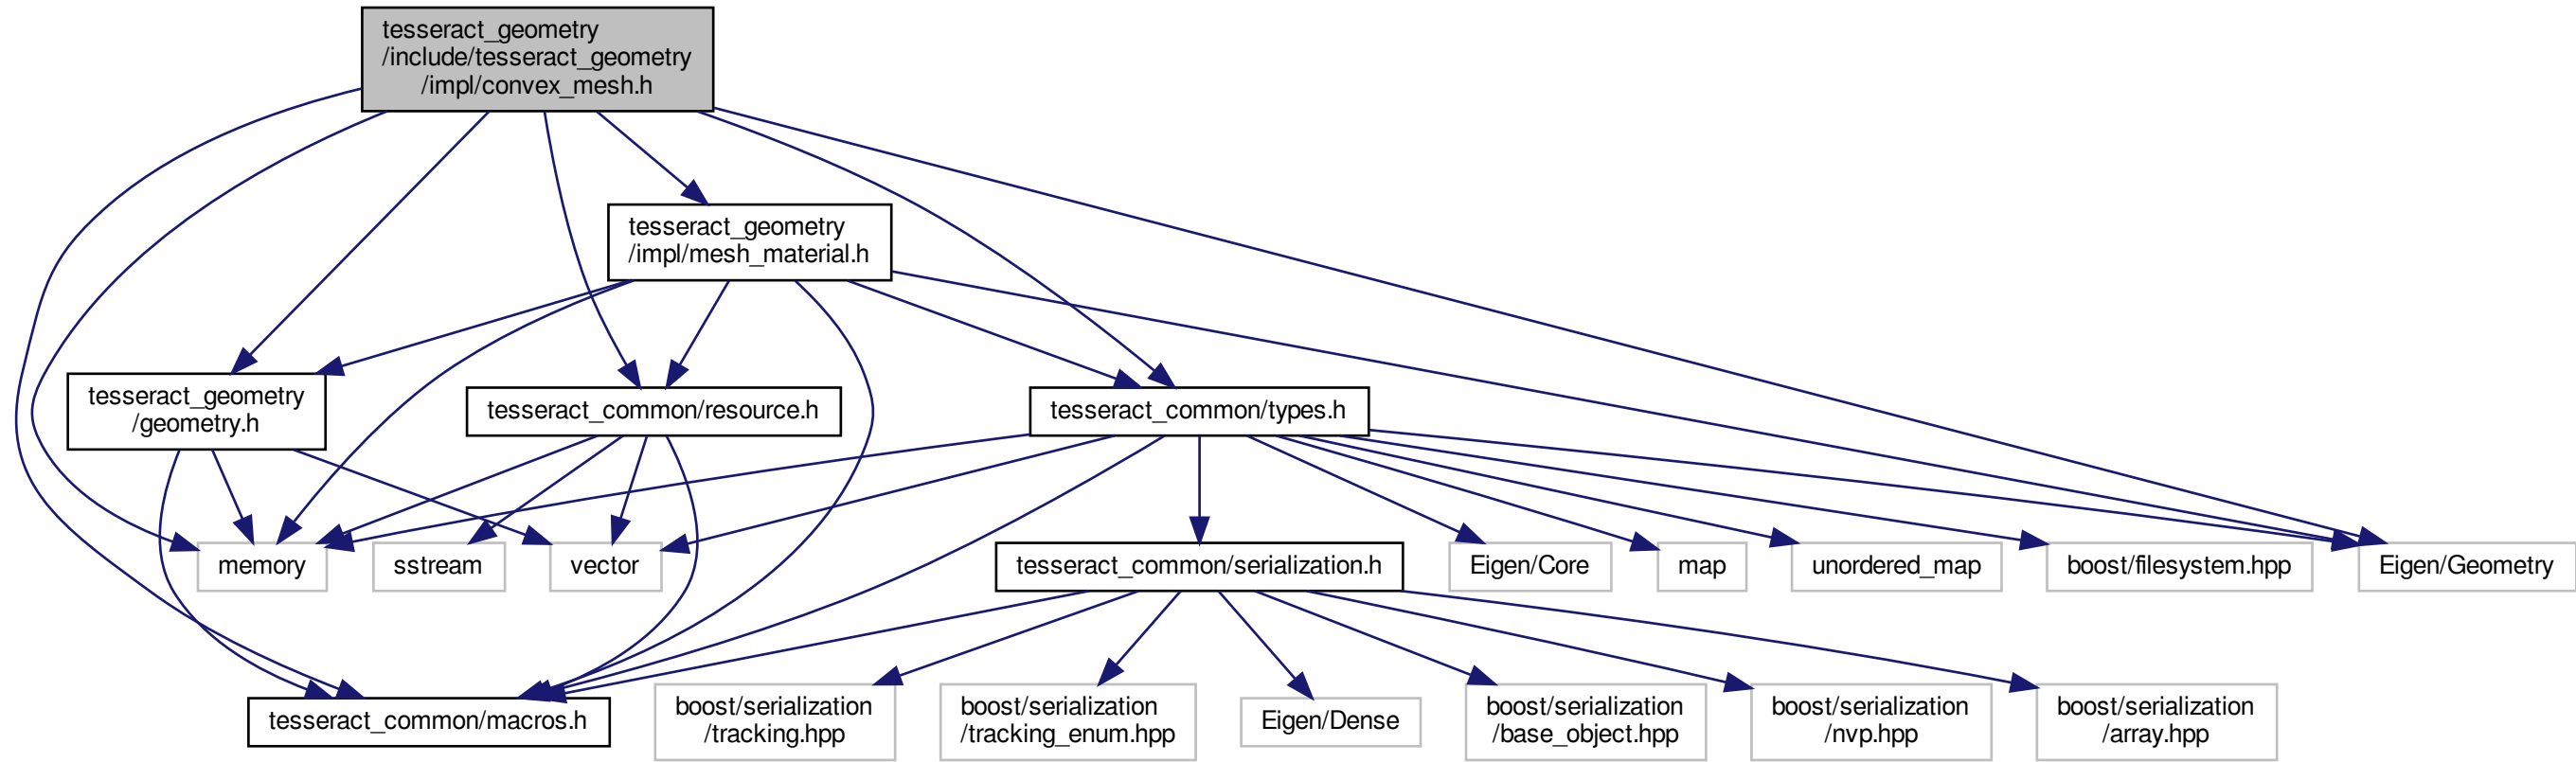 tesseract_geometry
/include/tesseract_geometry
/impl/convex_mesh.h
tesseract_geometry
/impl/mesh_material.h
tesseract_geometry
/geometry.h
tesseract_common/resource.h
tesseract_common/types.h
memory
sstream
vector
tesseract_common/serialization.h
Eigen/Core
map
unordered_map
boost/filesystem.hpp
Eigen/Geometry
tesseract_common/macros.h
boost/serialization
/tracking.hpp
boost/serialization
/tracking_enum.hpp
Eigen/Dense
boost/serialization
/base_object.hpp
boost/serialization
/nvp.hpp
boost/serialization
/array.hpp